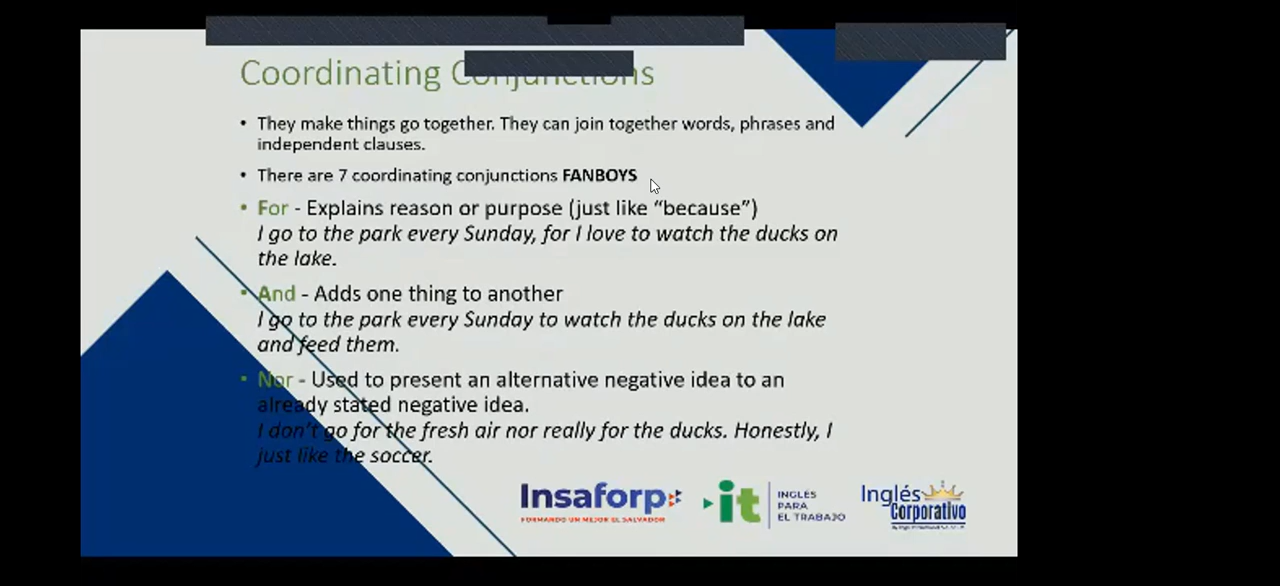 Coordinating Conjunctions
• They make things go together. They can join together words, phrases and
independent clauses.
• There are 7 coordinating conjunctions FANBOYS
• For - Explains reason or purpose (just like “because”)
I go to the park every Sunday, for I love to watch the ducks on
the lake.
• And - Adds one thing to another
I go to the park every Sunday to watch the ducks on the lake
and feed them.
• Nor - Used to present an alternative negative idea to an
already stated negative idea.
I don't go for the fresh air nor really for the ducks. Honestly, I
just like the soccer.
Insaforp
FORMANDO UN MEJOR EL SALVADOR
it
INGLÉS
PARA
EL TRABAJO
Inglés
Corporativo